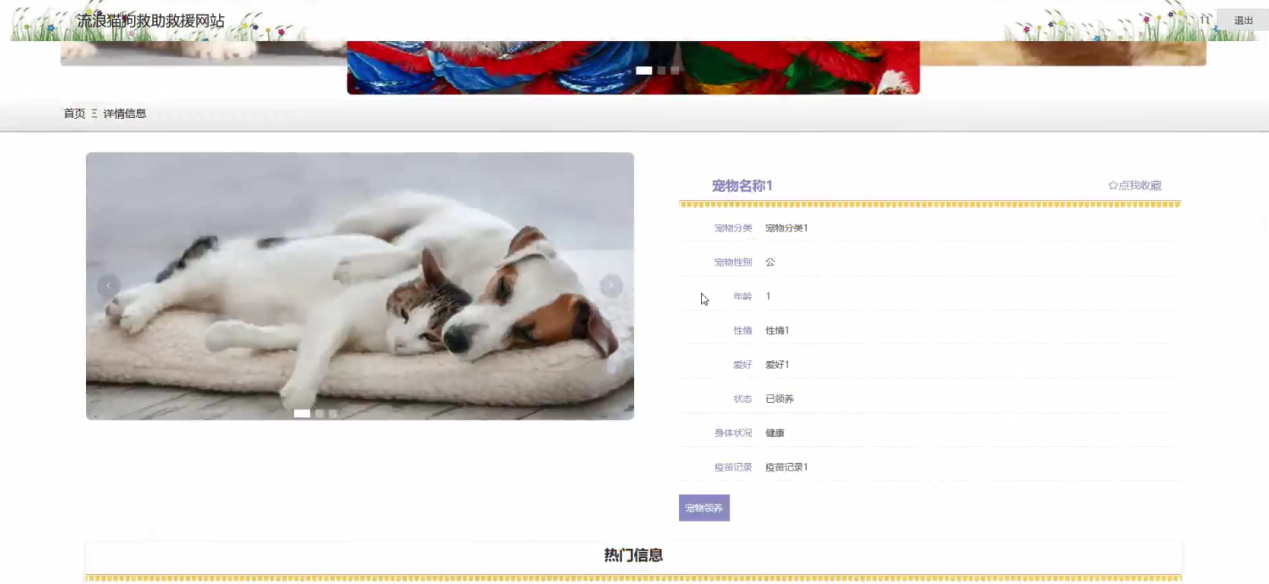 流浪猫狗救助救援网站
11 退出
首页 Ξ 详情信息
宠物名称1
☆点我收藏
宠物分类 宠物分类1
宠物性别 公
年龄 1
性情 性情1
爱好 爱好1
状态 已领养
身体状况 健康
疫苗记录 疫苗记录1
宠物领养
热门信息